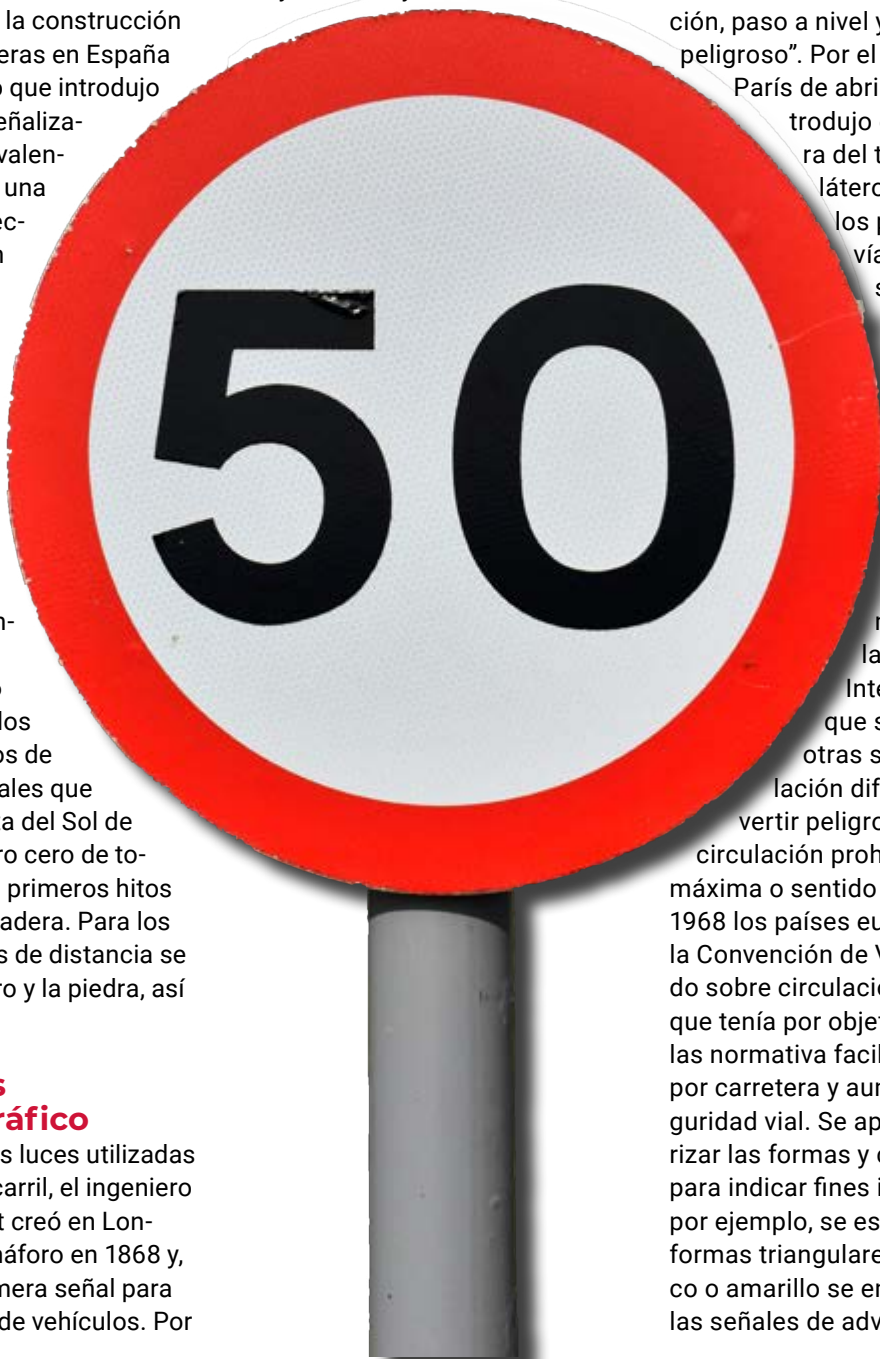 la construcción
eras en España
o que introdujo
eñaliza-
valen-
una
ec-
n-
los
os de
ales que
a del Sol de
ro cero de to-
primeros hitos
adera. Para los
s de distancia se
ro y la piedra, así
s
ráfico
s luces utilizadas
carril, el ingeniero
t creó en Lon-
áforo en 1868 y,
mera señal para
de vehículos. Por
50
ción, paso a nivel y
peligroso”. Por el
París de abri
trodujo
ra del t
látero
los p
vía
s
la
Inte
que s
otras s
lación dif
vertir peligro
circulación proh
máxima o sentido
1968 los países eu
la Convención de V
do sobre circulació
que tenía por obje
las normativa facil
por carretera y au
guridad vial. Se ap
rizar las formas y
para indicar fines i
por ejemplo, se es
formas triangulare
co o amarillo se e
las señales de adv